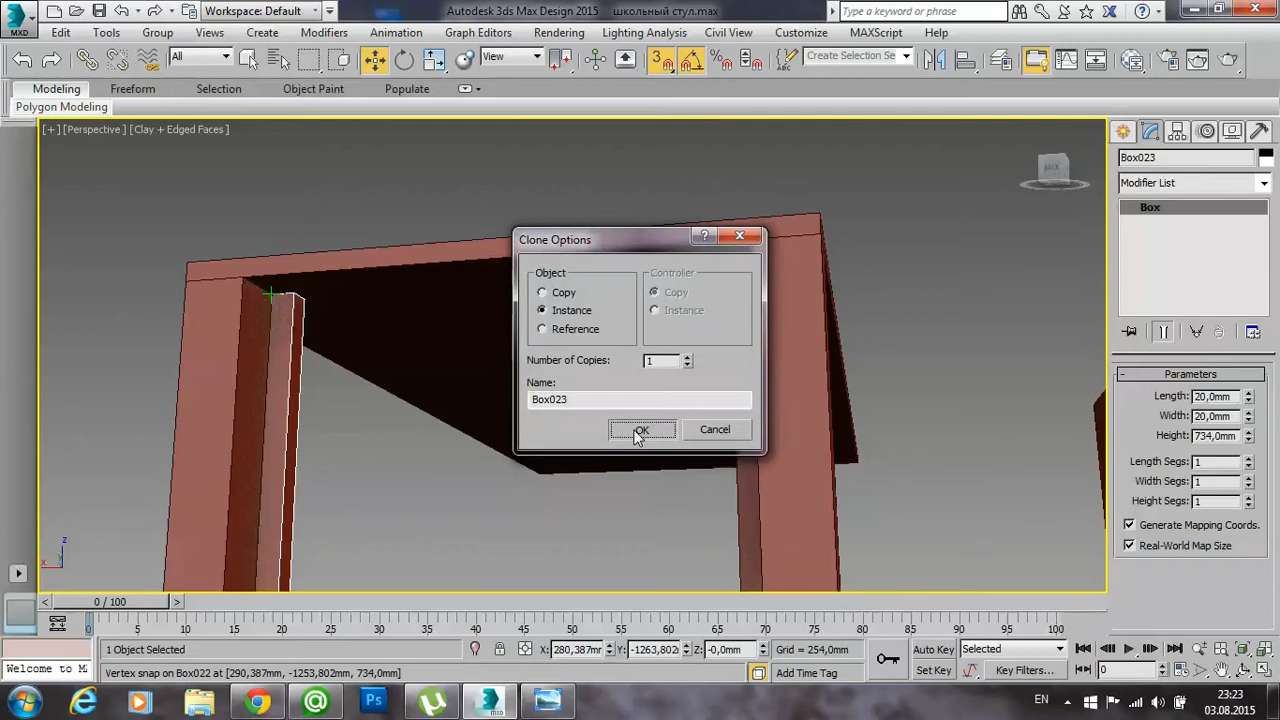 Workspace: Default
Autodesk 3ds Max Design 2015 школьный стул.max
Type a keyword or phrase
MXD
Edit Tools Group Views Create Modifiers Animation Graph Editors Rendering Lighting Analysis Civil View Customize MAXScript Help
All View 3 Create Selection Se
Modeling Freeform Selection Object Paint Populate
Polygon Modeling
[+] [Perspective] [Clay + Edged Faces]
BACK
Box023
Modifier List
Box
Clone Options
Object
Copy
Instance
Reference
Controller
Copy
Instance
Number of Copies: 1
Name:
Box023
OK Cancel
Parameters
Length: 20,0mm
Width: 20,0mm
Height: 734,0mm
Length Segs: 1
Width Segs: 1
Height Segs: 1
Generate Mapping Coords.
Real-World Map Size
z
x
0 / 100
0 5 10 15 20 25 30 35 40 45 50 55 60 65 70 75 80 85 90 95 100
1 Object Selected X: 280,387mm Y: -1263,802 Z: -0,0mm Grid = 254,0mm Auto Key Selected
Welcome to M Vertex snap on Box022 at [290,387mm, -1253,802mm, 734,0mm] Add Time Tag Set Key Key Filters... 0
Ps MXD EN 23:23
03.08.2015